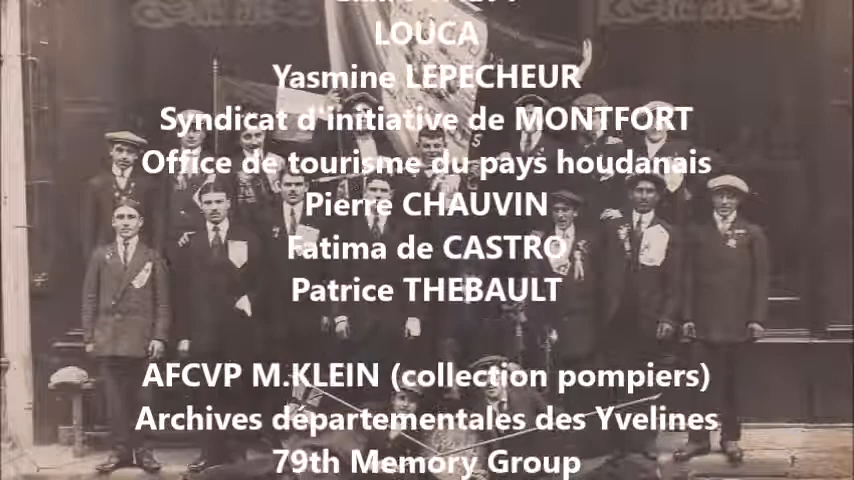 LOUCA
Yasmine LEPECHEUR
Syndicat d'initiative de MONTFORT
Office de tourisme du pays houdanais
Pierre CHAUVIN
Fatima de CASTRO
Patrice THEBAULT
AFCVP M.KLEIN (collection pompiers)
Archives départementales des Yvelines
79th Memory Group